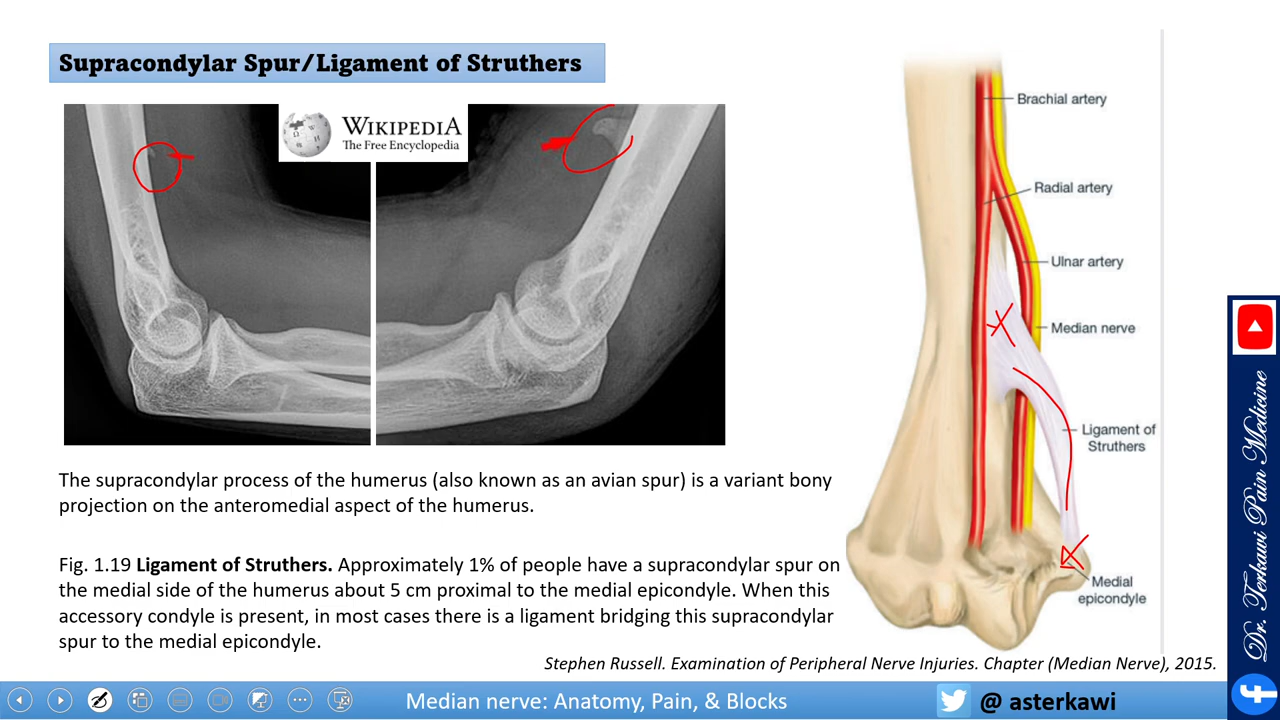 Supracondylar Spur/Ligament of Struthers
WIKIPEDIA
The Free Encyclopedia
Brachial artery
Radial artery
Ulnar artery
Median nerve
Ligament of
Struthers
Medial
epicondyle
The supracondylar process of the humerus (also known as an avian spur) is a variant bony
projection on the anteromedial aspect of the humerus.
Fig. 1.19 Ligament of Struthers. Approximately 1% of people have a supracondylar spur on
the medial side of the humerus about 5 cm proximal to the medial epicondyle. When this
accessory condyle is present, in most cases there is a ligament bridging this supracondylar
spur to the medial epicondyle.
Stephen Russell. Examination of Peripheral Nerve Injuries. Chapter (Median Nerve), 2015.
Median nerve: Anatomy, Pain, & Blocks
@ asterkawi
Dr. Terkawi Pain Medicine